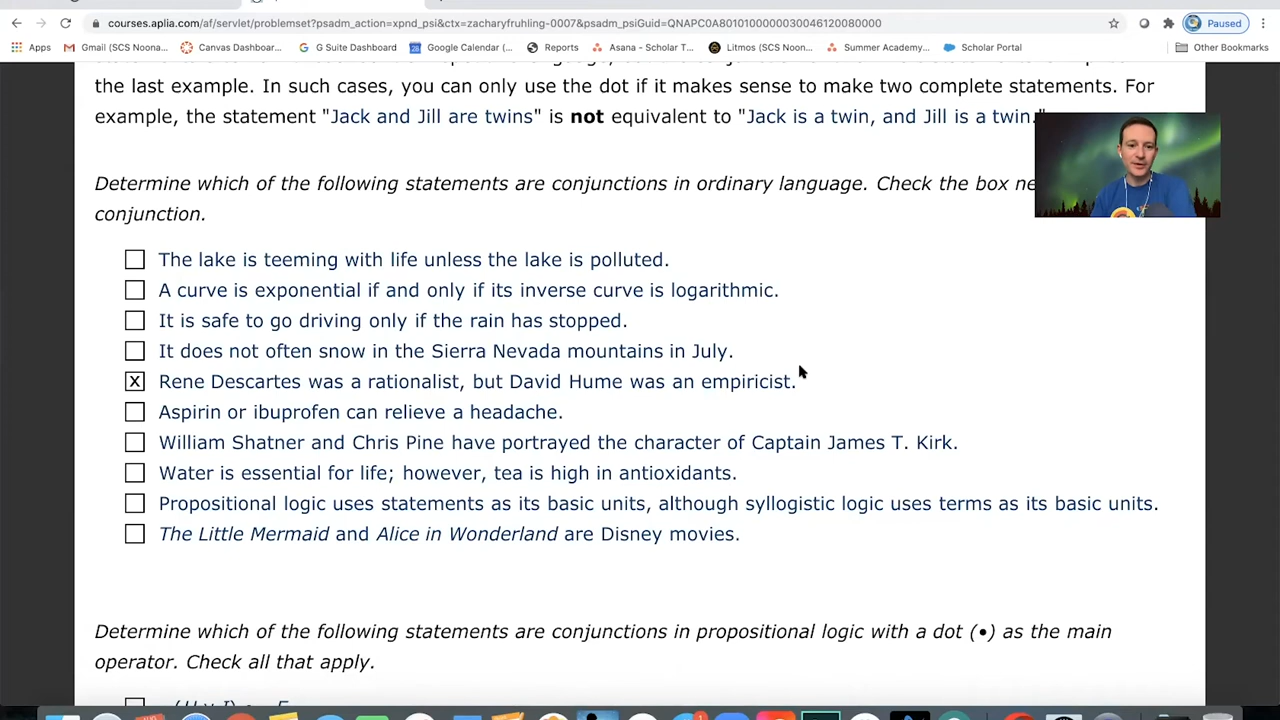 courses.aplia.com/af/servlet/problemset?psadm_action=xpnd_psi&ctx=zacharyfruhling-0007&psadm_psiGuid=QNAPC0A80101000000030046120080000
Paused
Apps
Gmail (SCS Noona...
Canvas Dashboar...
G Suite Dashboard
Google Calendar (...
Reports
Asana - Scholar T...
Litmos (SCS Noon...
Summer Academy...
Scholar Portal
Other Bookmarks
the last example. In such cases, you can only use the dot if it makes sense to make two complete statements. For
example, the statement "Jack and Jill are twins" is not equivalent to "Jack is a twin, and Jill is a twin."
Determine which of the following statements are conjunctions in ordinary language. Check the box
conjunction.
The lake is teeming with life unless the lake is polluted.
A curve is exponential if and only if its inverse curve is logarithmic.
It is safe to go driving only if the rain has stopped.
It does not often snow in the Sierra Nevada mountains in July.
X Rene Descartes was a rationalist, but David Hume was an empiricist.
Aspirin or ibuprofen can relieve a headache.
William Shatner and Chris Pine have portrayed the character of Captain James T. Kirk.
Water is essential for life; however, tea is high in antioxidants.
Propositional logic uses statements as its basic units, although syllogistic logic uses terms as its basic units.
The Little Mermaid and Alice in Wonderland are Disney movies.
Determine which of the following statements are conjunctions in propositional logic with a dot (•) as the main
operator. Check all that apply.